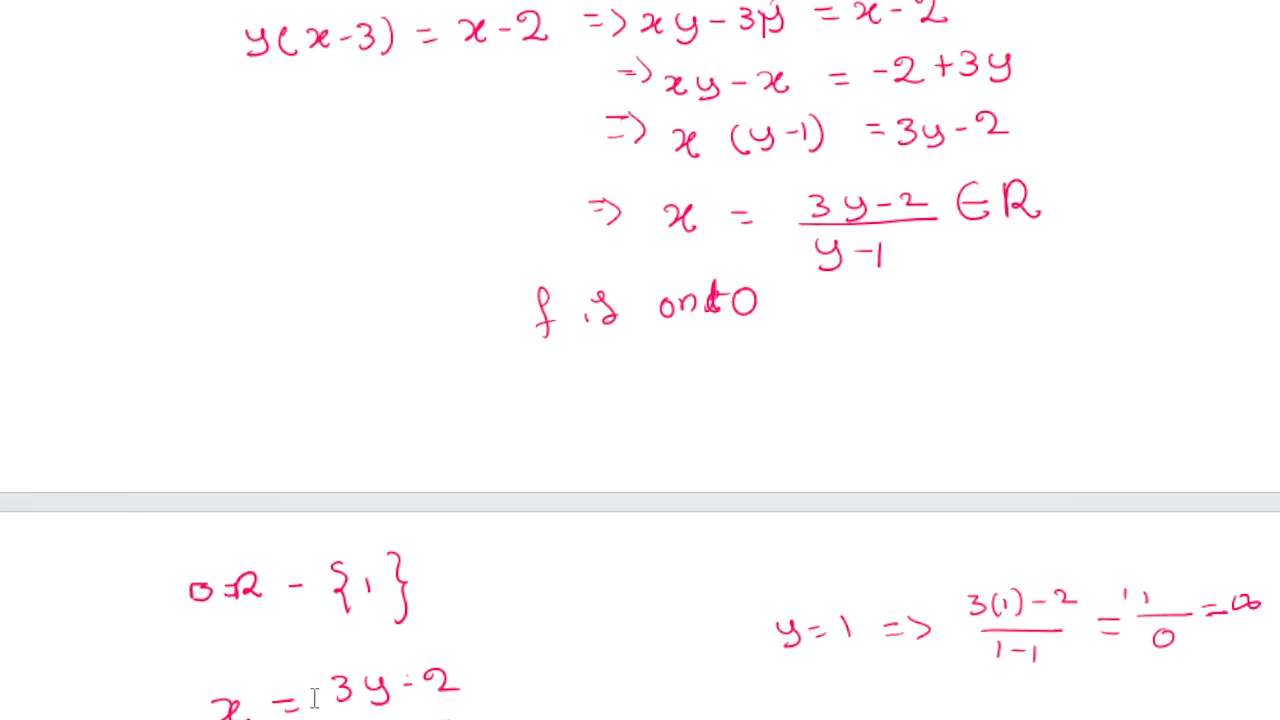 y(x-3) = x-2 => xy-3y = x-2
=> xy-x = -2+3y
=> x (y-1) = 3y-2
=> x = 3y-2 / y-1 ∈ R
f is onto
R - {1}
y=1 => 3(1)-2 / 1-1 = 1 / 0 = ∞
x = 3y-2